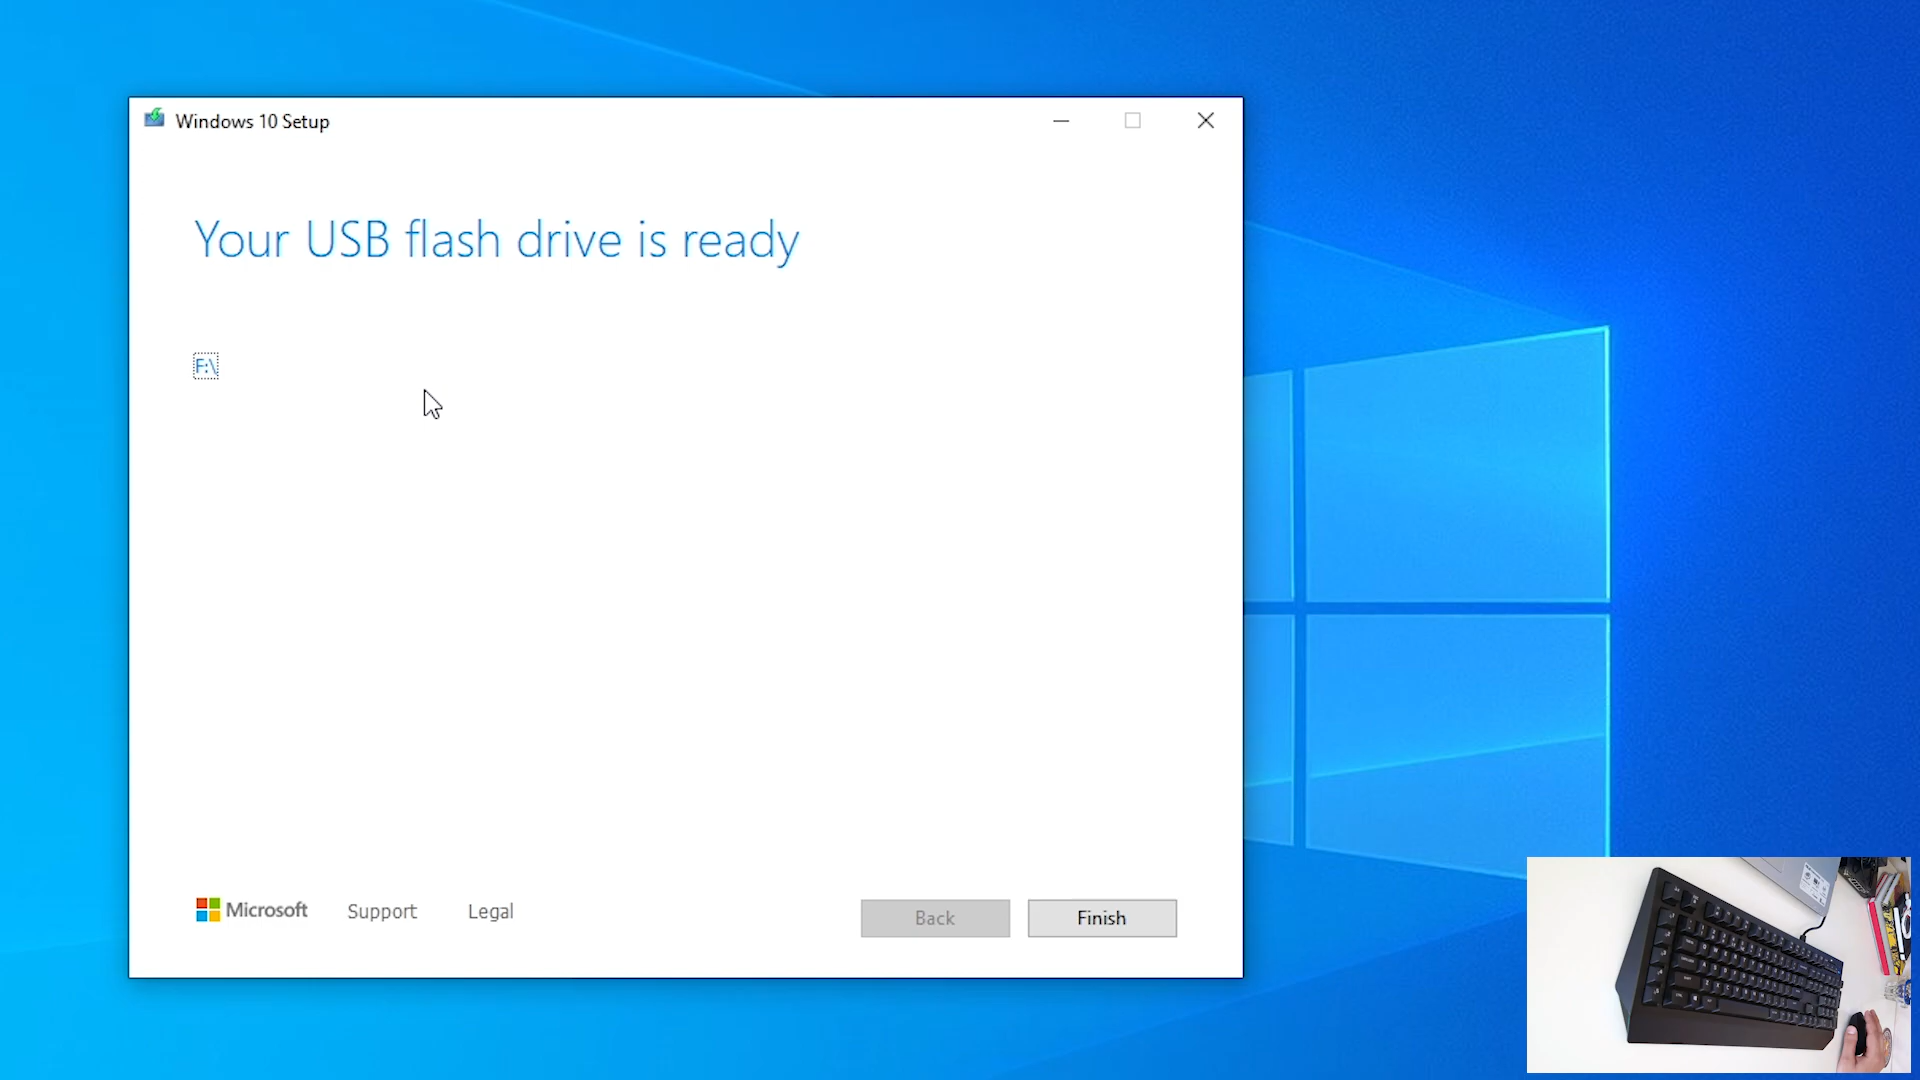 Windows 10 Setup
Your USB flash drive is ready
F:\
Microsoft
Support
Legal
Back
Finish